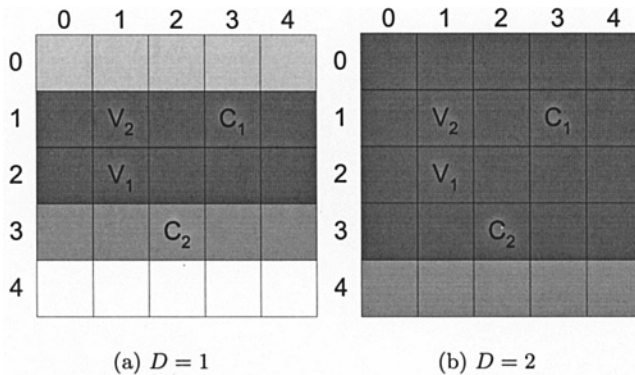 0 1 2 3 4 0 1 2 3 4
0 0
1 V₂ C₁ 1 V₂ C₁
2 V₁ 2 V₁
3 C₂ 3 C₂
4 4
(a) D = 1 (b) D = 2